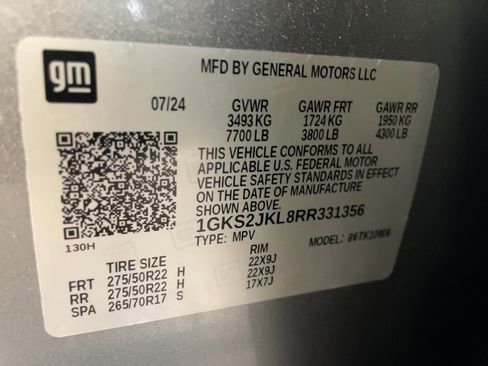 gm
MFD BY GENERAL MOTORS LLC
07/24 GVWR GAWR FRT GAWR RR
3493 KG 1724 KG 1950 KG
7700 LB 3800 LB 4300 LB
THIS VEHICLE CONFORMS TO ALL
APPLICABLE U.S. FEDERAL MOTOR
VEHICLE SAFETY STANDARDS IN EFFECT
ON THE DATE OF MANUFACTURE
SHOWN ABOVE.
1GKS2JKL8RR331356
130H TYPE: MPV MODEL:
TIRE SIZE RIM
FRT 275/50R22 H 22X9J
RR 275/50R22 H 22X9J
SPA 265/70R17 S 17X7J